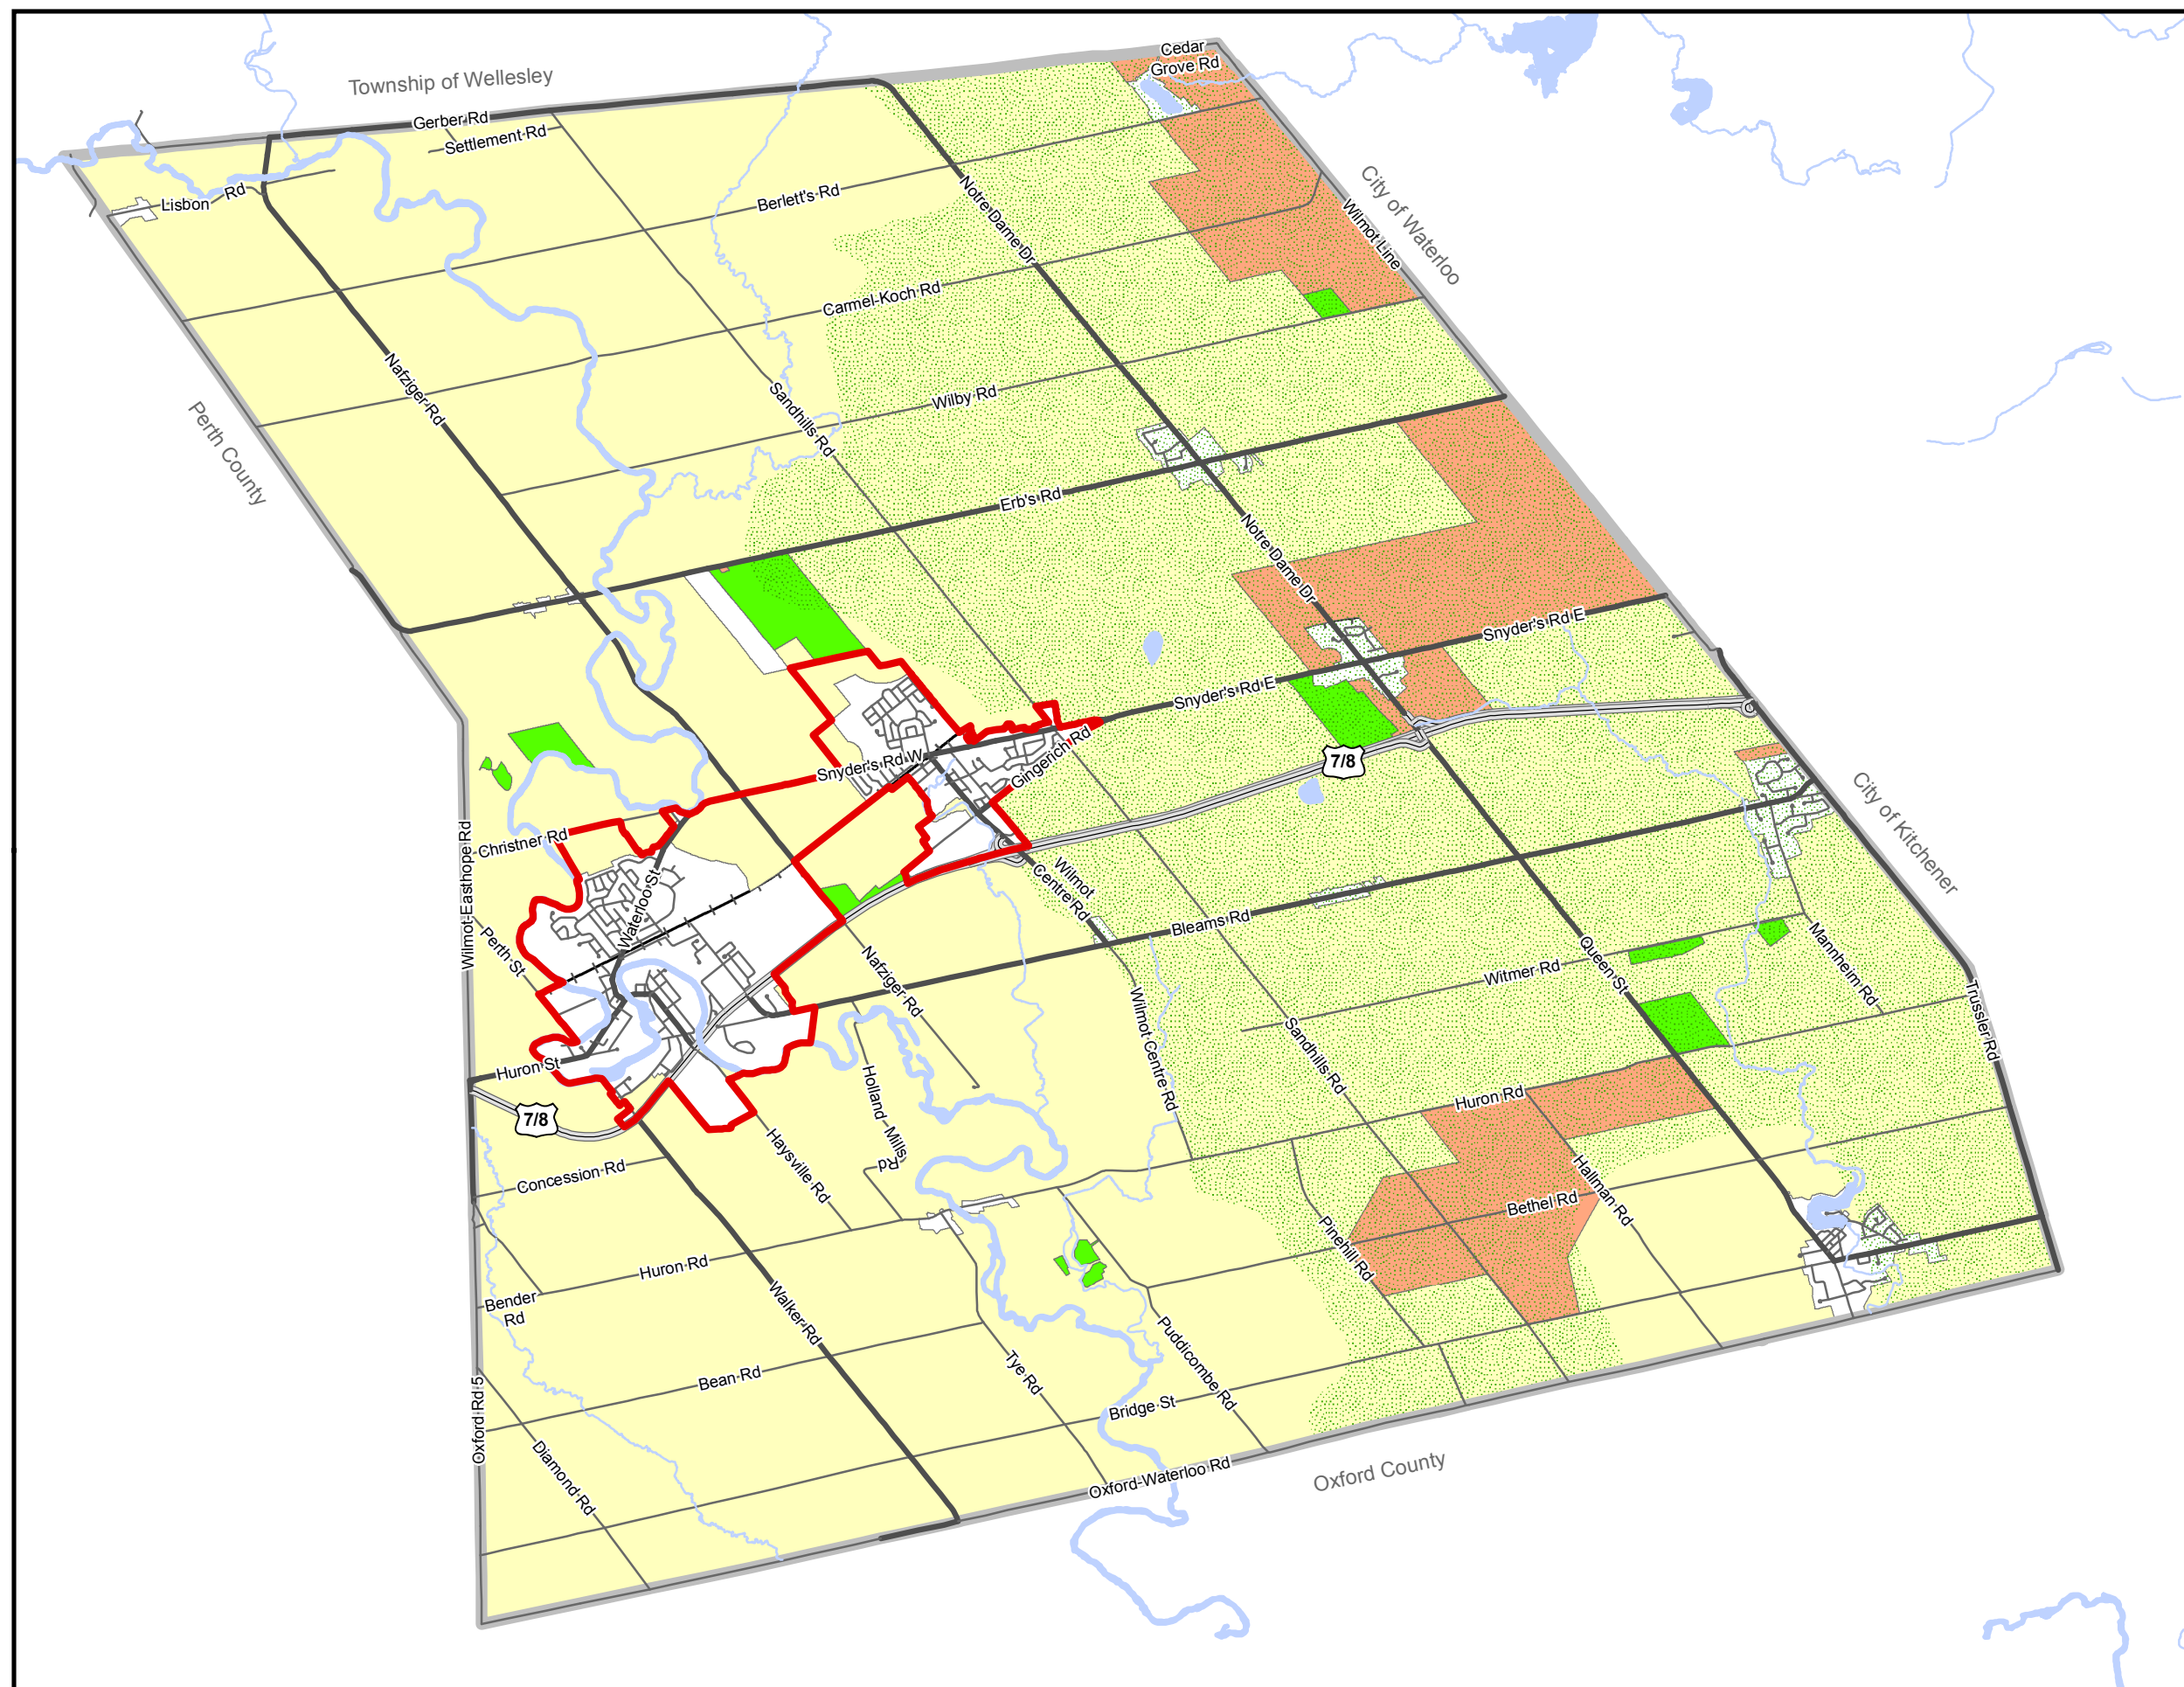 Cedar
Grove Rd
Township of Wellesley
Gerber Rd
Settlement Rd
Lisbon Rd
Berlett's Rd
Notre Dame Dr
City of Waterloo
Wilmot Line
Carmel-Koch Rd
Nafziger Rd
Sandhills Rd
Wilby Rd
Perth County
Erb's Rd
Notre Dame Dr
Snyder's Rd E
Snyder's Rd E
Gingerich Rd
Snyder's Rd W
7/8
City of Kitchener
Christner Rd
Wilmot-Easthope Rd
Waterloo St
Wilmot
Centre Rd
Bleams Rd
Perth St
Nafziger Rd
Queen St
Witmer Rd
Mannheim Rd
Trussler Rd
Wilmot Centre Rd
Sandhills Rd
Huron St
7/8
Holland Mills
Rd
Huron Rd
Haysville Rd
Concession Rd
Hallman Rd
Bethel Rd
Pinehill Rd
Huron Rd
Bender
Rd
Walker Rd
Puddicombe Rd
Tye Rd
Bean Rd
Bridge St
Oxford Rd 5
Diamond Rd
Oxford-Waterloo Rd
Oxford County